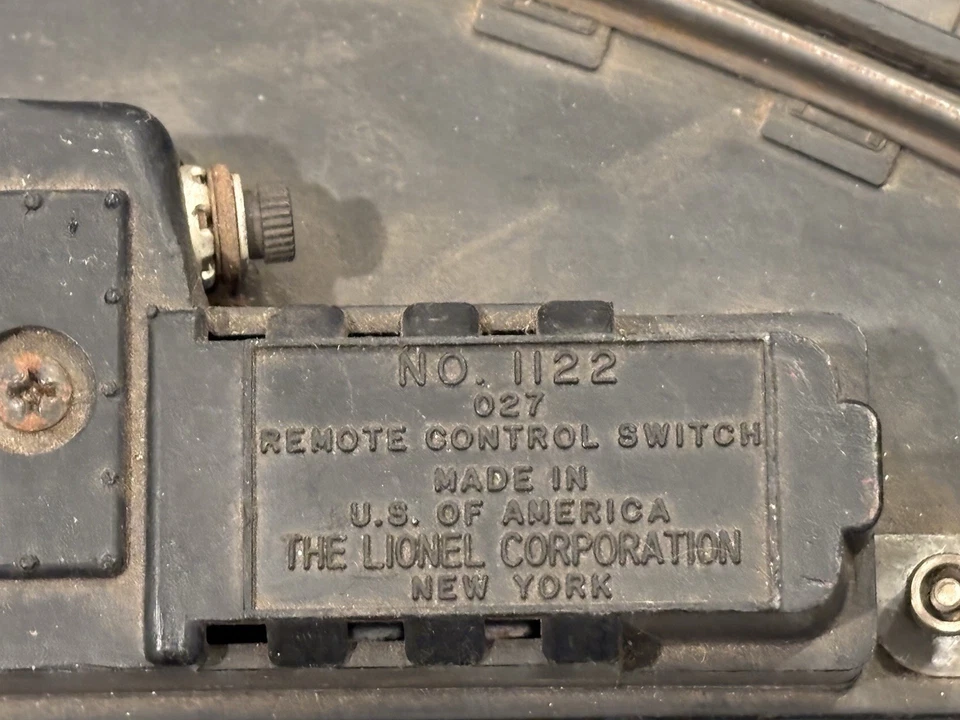 NO. 1122
027
REMOTE CONTROL SWITCH
MADE IN
U.S. OF AMERICA
THE LIONEL CORPORATION
NEW YORK